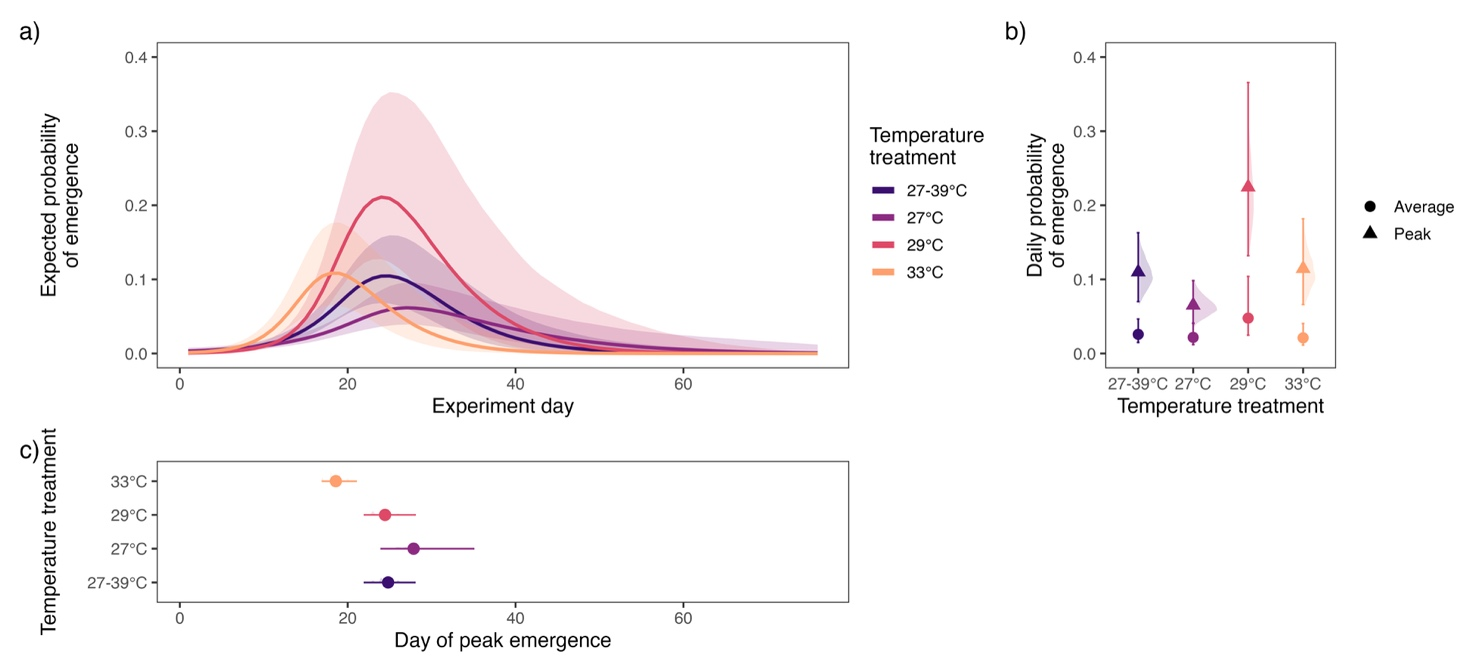 a)
Expected probability
of emergence
0.4
0.3
0.2
0.1
0.0
0
20
40
60
Experiment day
Temperature
treatment
27-39°C
27°C
29°C
33°C
b)
Daily probability
of emergence
0.4
0.3
0.2
0.1
0.0
27-39°C 27°C 29°C 33°C
Temperature treatment
Average
Peak
c)
Temperature treatment
33°C
29°C
27°C
27-39°C
0
20
40
60
Day of peak emergence